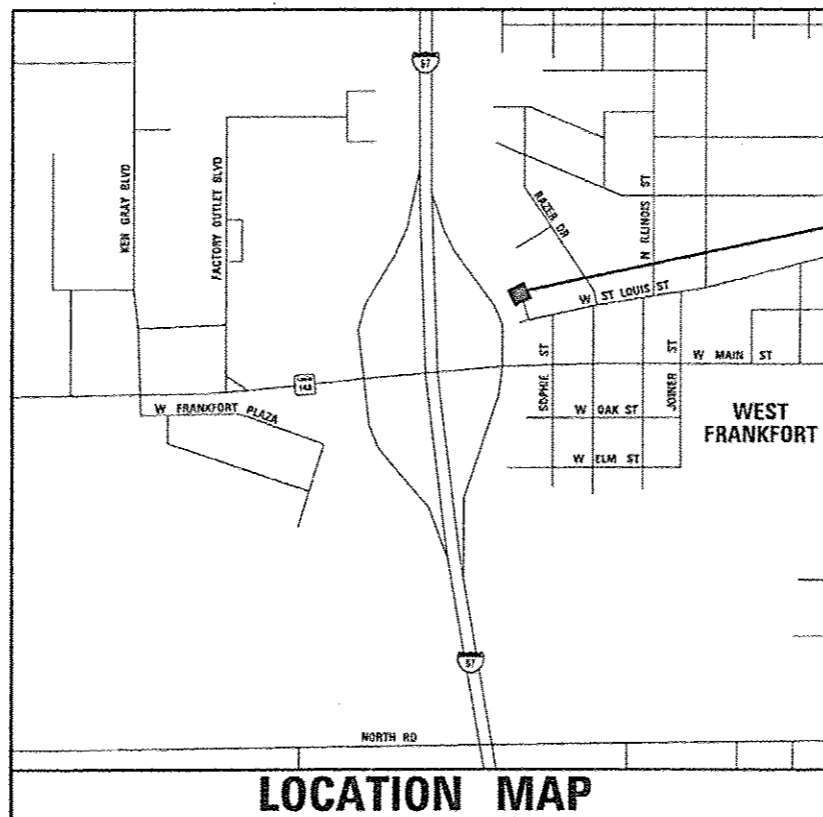 57
KEN GRAY BLVD
FACTORY OUTLET BLVD
RAZER DR
N ILLINOIS ST
W ST LOUIS ST
W MAIN ST
SOPHIE ST
JOINER ST
W OAK ST
W ELM ST
WEST
FRANKFORT
W FRANKFORT PLAZA
57
NORTH RD
LOCATION MAP